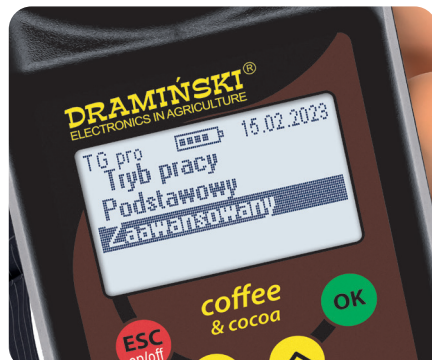 DRAMIŃSKI®
ELECTRONICS IN AGRICULTURE
TG pro 15.02.2023
Tryb pracy
Podstawowy
Zaawansowany
coffee
& cocoa
ESC
on/off
OK